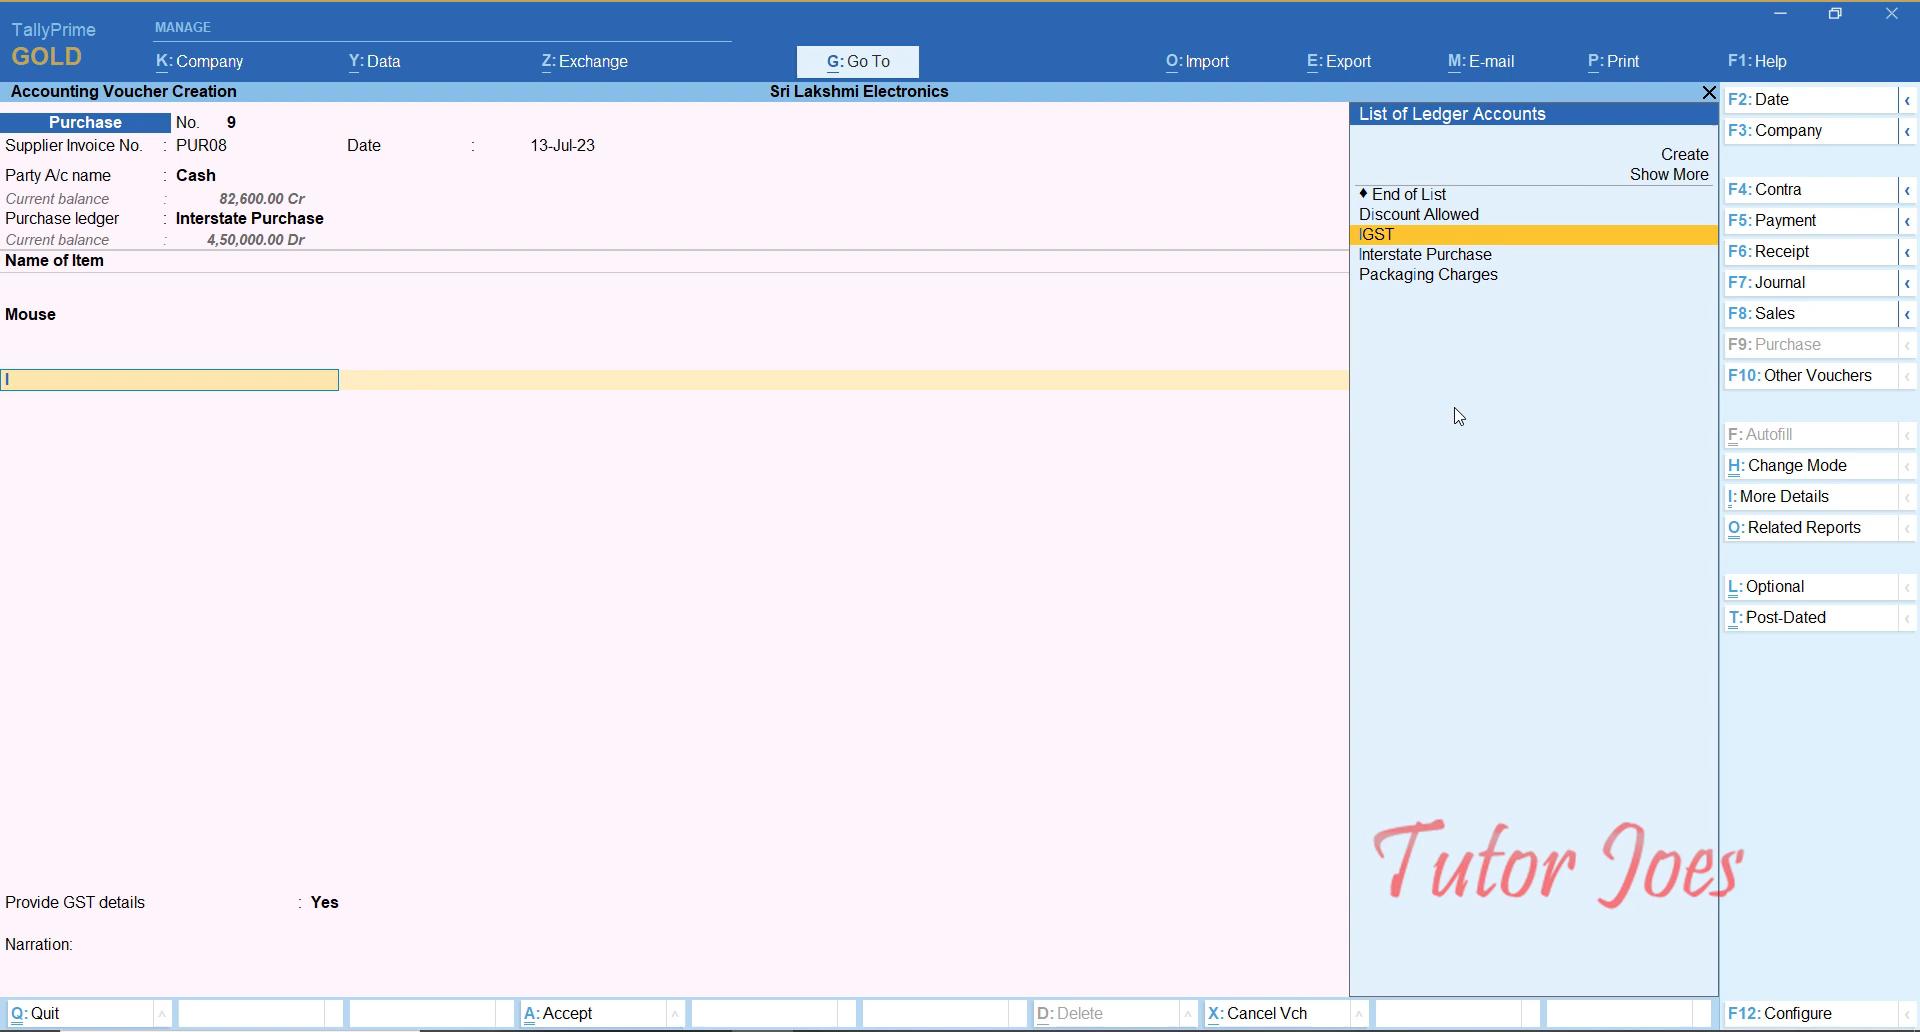 TallyPrime
GOLD
MANAGE
K: Company
Y: Data
Z: Exchange
G: Go To
O: Import
E: Export
M: E-mail
P: Print
F1: Help
Accounting Voucher Creation
Sri Lakshmi Electronics
Purchase No. 9
Supplier Invoice No. : PUR08 Date : 13-Jul-23
Party A/c name : Cash
Current balance : 82,600.00 Cr
Purchase ledger : Interstate Purchase
Current balance : 4,50,000.00 Dr
Name of Item
Mouse
I
Provide GST details : Yes
Narration:
List of Ledger Accounts
Create
Show More
♦ End of List
Discount Allowed
IGST
Interstate Purchase
Packaging Charges
Tutor Joes
F2: Date
F3: Company
F4: Contra
F5: Payment
F6: Receipt
F7: Journal
F8: Sales
F9: Purchase
F10: Other Vouchers
F: Autofill
H: Change Mode
I: More Details
O: Related Reports
L: Optional
T: Post-Dated
Q: Quit
A: Accept
D: Delete
X: Cancel Vch
F12: Configure